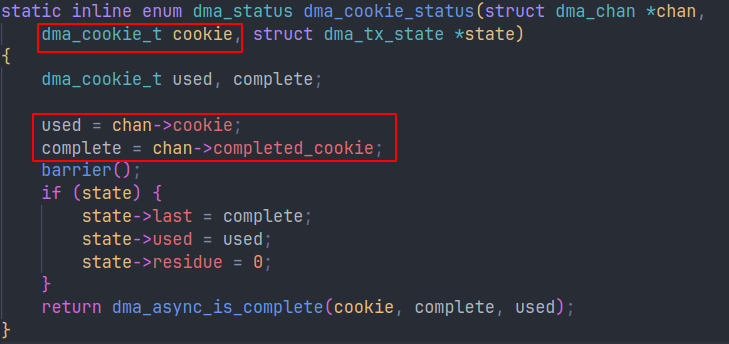 static inline enum dma_status dma_cookie_status(struct dma_chan *chan,
    dma_cookie_t cookie, struct dma_tx_state *state)
{
    dma_cookie_t used, complete;

    used = chan->cookie;
    complete = chan->completed_cookie;
    barrier();
    if (state) {
        state->last = complete;
        state->used = used;
        state->residue = 0;
    }
    return dma_async_is_complete(cookie, complete, used);
}